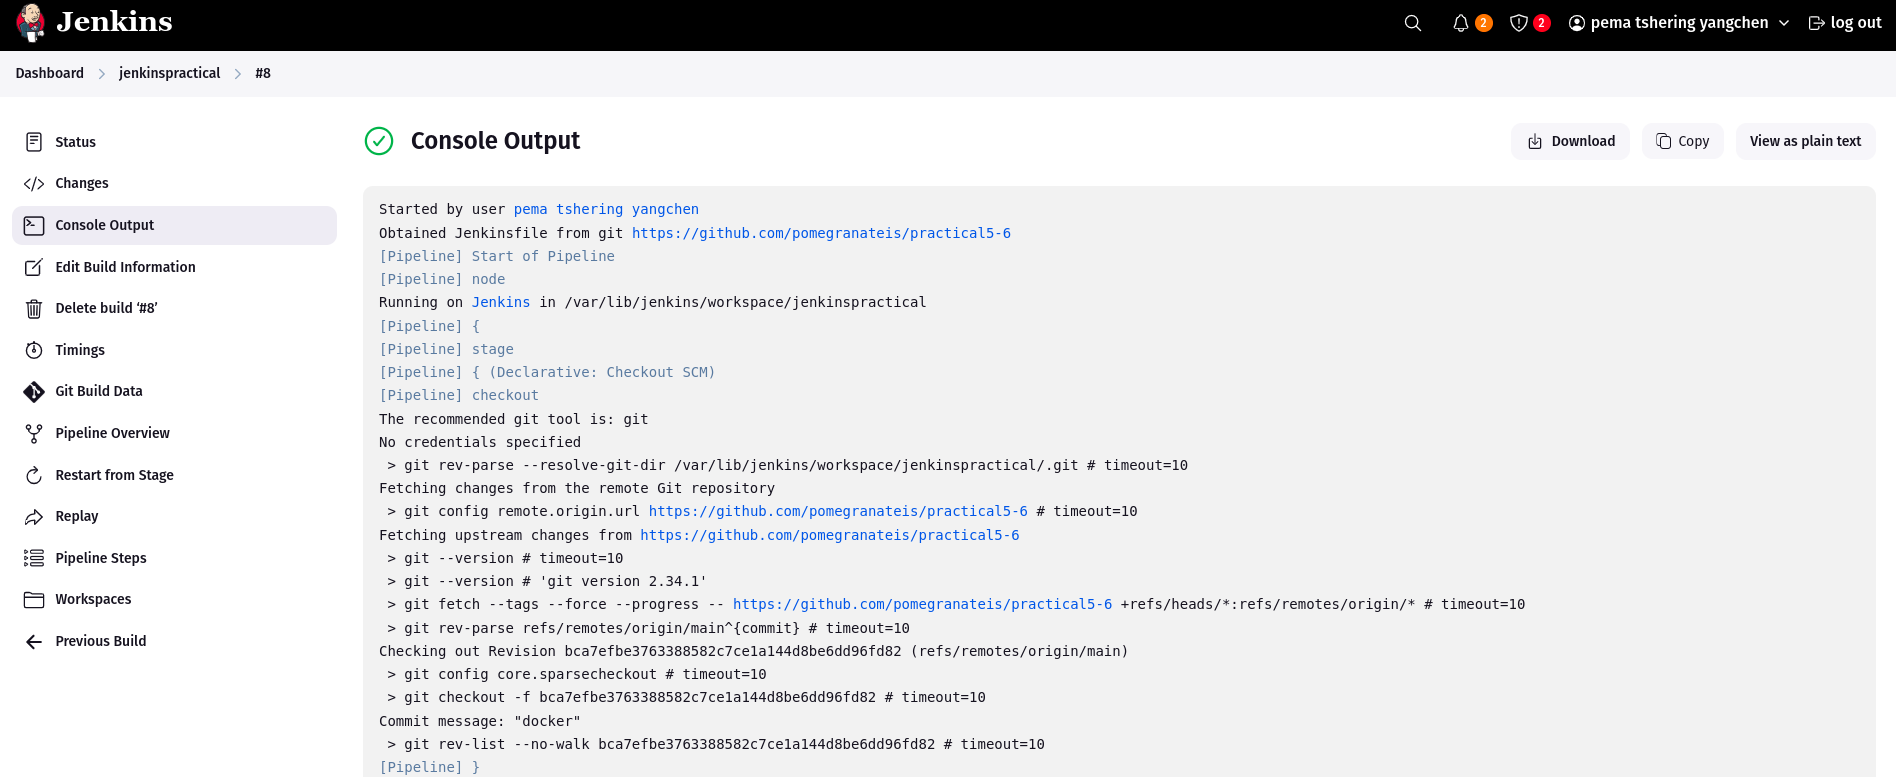 Jenkins
2
2
pema tshering yangchen
log out
Dashboard > jenkinspractical > #8
Status
Changes
Console Output
Edit Build Information
Delete build ‘#8’
Timings
Git Build Data
Pipeline Overview
Restart from Stage
Replay
Pipeline Steps
Workspaces
Previous Build
Console Output
Download
Copy
View as plain text
Started by user pema tshering yangchen
Obtained Jenkinsfile from git https://github.com/pomegranateis/practical5-6
[Pipeline] Start of Pipeline
[Pipeline] node
Running on Jenkins in /var/lib/jenkins/workspace/jenkinspractical
[Pipeline] {
[Pipeline] stage
[Pipeline] { (Declarative: Checkout SCM)
[Pipeline] checkout
The recommended git tool is: git
No credentials specified
 > git rev-parse --resolve-git-dir /var/lib/jenkins/workspace/jenkinspractical/.git # timeout=10
Fetching changes from the remote Git repository
 > git config remote.origin.url https://github.com/pomegranateis/practical5-6 # timeout=10
Fetching upstream changes from https://github.com/pomegranateis/practical5-6
 > git --version # timeout=10
 > git --version # 'git version 2.34.1'
 > git fetch --tags --force --progress -- https://github.com/pomegranateis/practical5-6 +refs/heads/*:refs/remotes/origin/* # timeout=10
 > git rev-parse refs/remotes/origin/main^{commit} # timeout=10
Checking out Revision bca7efbe3763388582c7ce1a144d8be6dd96fd82 (refs/remotes/origin/main)
 > git config core.sparsecheckout # timeout=10
 > git checkout -f bca7efbe3763388582c7ce1a144d8be6dd96fd82 # timeout=10
Commit message: "docker"
 > git rev-list --no-walk bca7efbe3763388582c7ce1a144d8be6dd96fd82 # timeout=10
[Pipeline] }